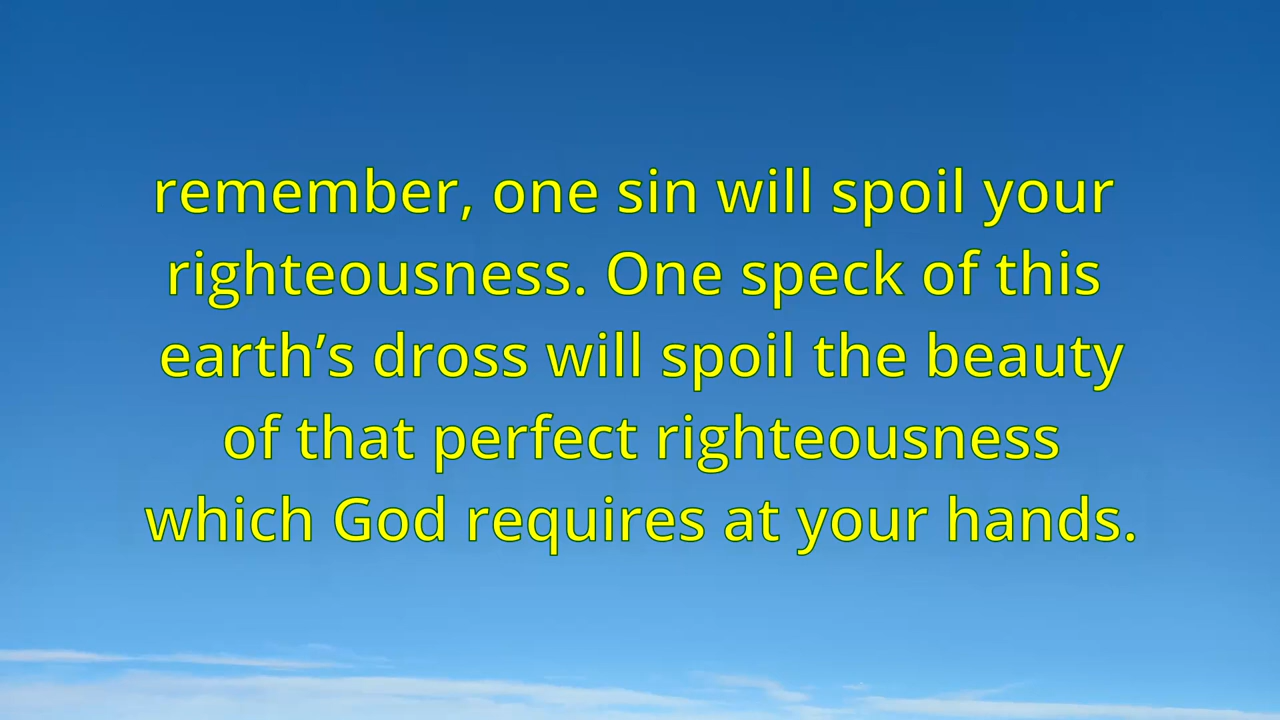 remember, one sin will spoil your
righteousness. One speck of this
earth’s dross will spoil the beauty
of that perfect righteousness
which God requires at your hands.